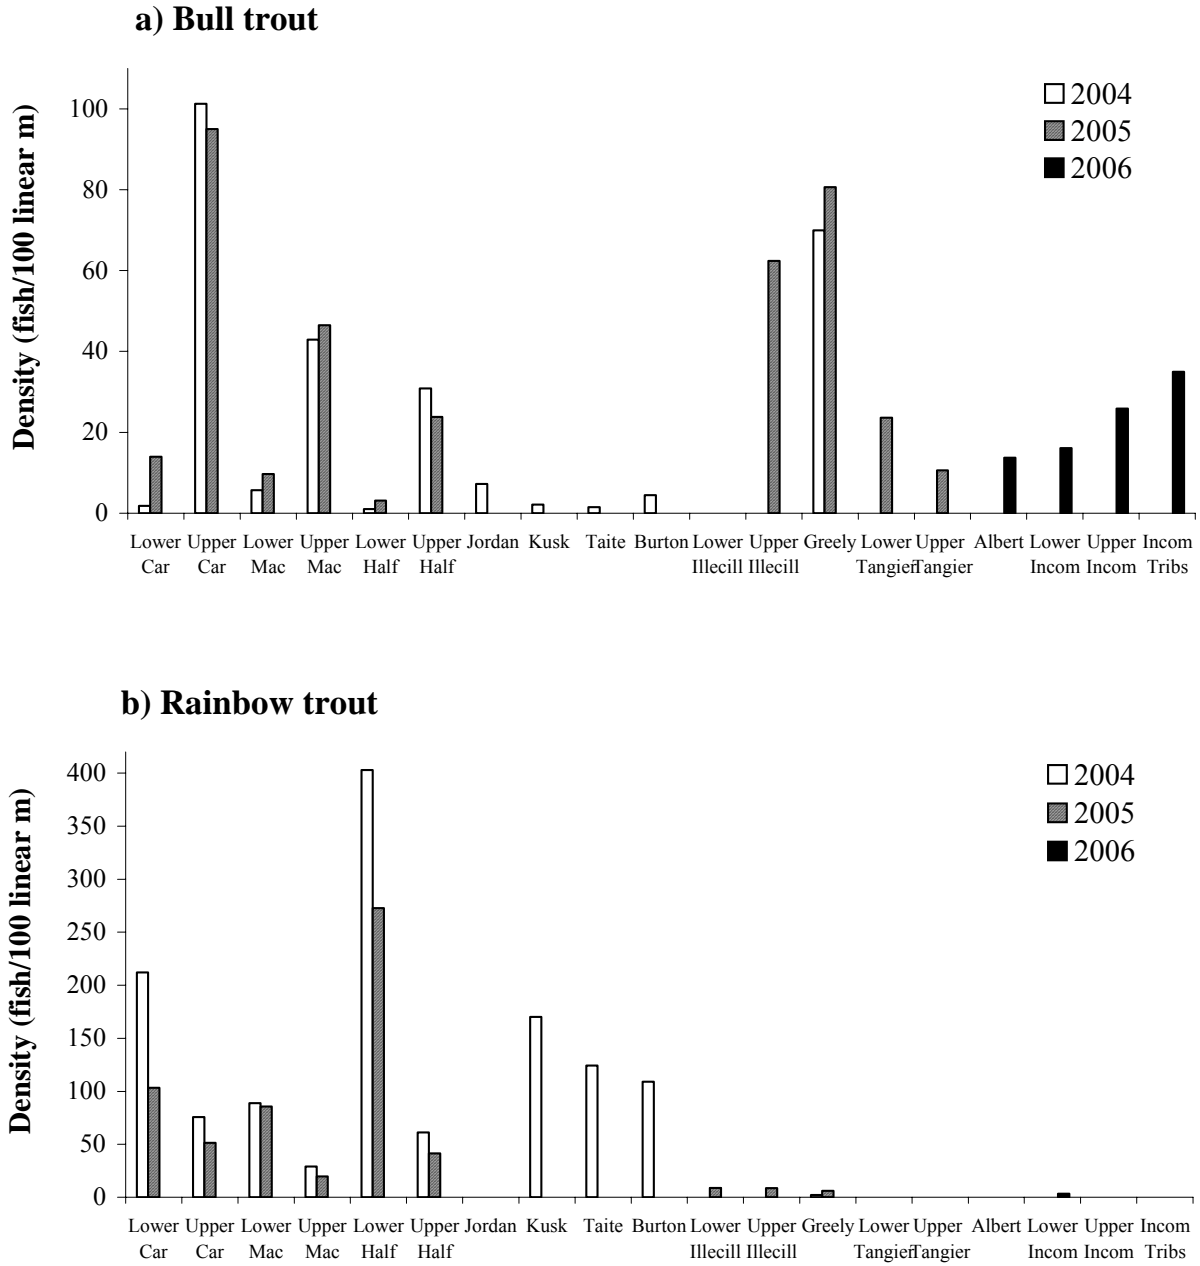 a) Bull trout
Density (fish/100 linear m)
100
80
60
40
20
0
2004
2005
2006
Lower Upper Lower Upper Lower Upper Jordan Kusk Taite Burton Lower Upper Greely Lower Upper Albert Lower Upper Incom
Car Car Mac Mac Half Half Illecill Illecill Tangier Tangier Incom Incom Tribs
b) Rainbow trout
Density (fish/100 linear m)
400
350
300
250
200
150
100
50
0
2004
2005
2006
Lower Upper Lower Upper Lower Upper Jordan Kusk Taite Burton Lower Upper Greely Lower Upper Albert Lower Upper Incom
Car Car Mac Mac Half Half Illecill Illecill Tangier Tangier Incom Incom Tribs